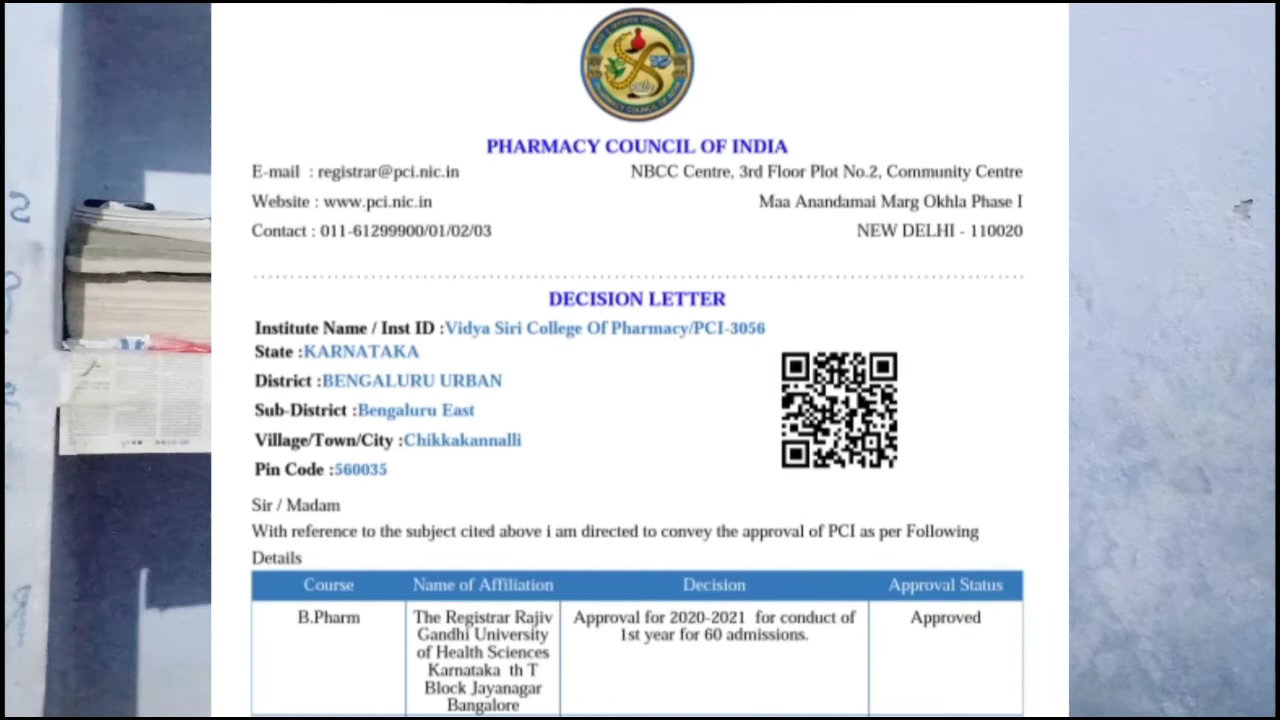 PHARMACY COUNCIL OF INDIA
E-mail : registrar@pci.nic.in
NBCC Centre, 3rd Floor Plot No.2, Community Centre
Website : www.pci.nic.in
Maa Anandamai Marg Okhla Phase I
Contact : 011-61299900/01/02/03
NEW DELHI - 110020
DECISION LETTER
Institute Name / Inst ID :Vidya Siri College Of Pharmacy/PCI-3056
State :KARNATAKA
District :BENGALURU URBAN
Sub-District :Bengaluru East
Village/Town/City :Chikkakannalli
Pin Code :560035
Sir / Madam
With reference to the subject cited above i am directed to convey the approval of PCI as per Following
Details
Course Name of Affiliation Decision Approval Status
B.Pharm
The Registrar Rajiv
Gandhi University
of Health Sciences
Karnataka th T
Block Jayanagar
Bangalore
Approval for 2020-2021 for conduct of
1st year for 60 admissions.
Approved